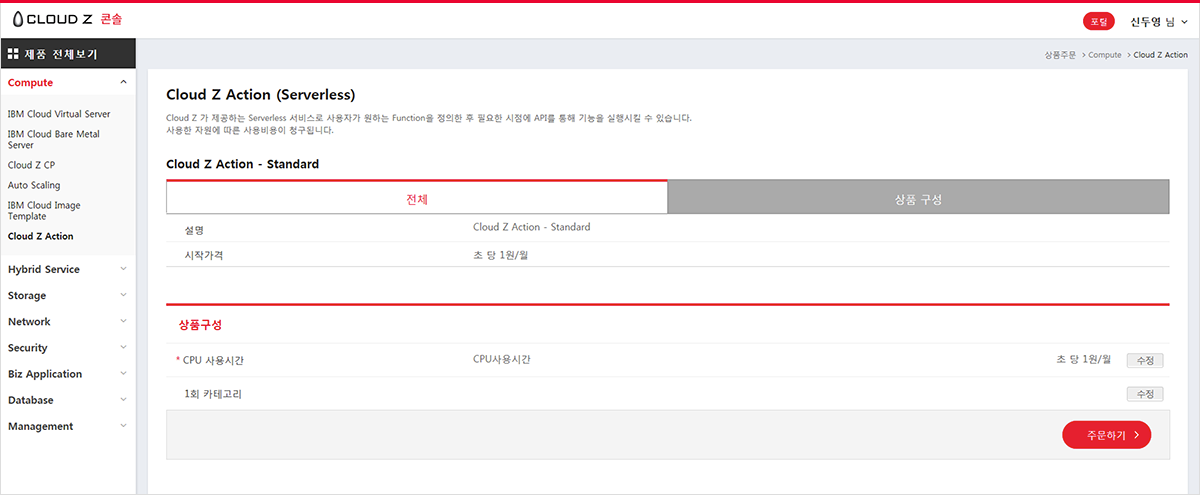 CLOUD Z 콘솔
포털 신두영 님
제품 전체보기
상품주문 > Compute > Cloud Z Action
Compute
IBM Cloud Virtual Server
IBM Cloud Bare Metal
Server
Cloud Z CP
Auto Scaling
IBM Cloud Image
Template
Cloud Z Action
Hybrid Service
Storage
Network
Security
Biz Application
Database
Management
Cloud Z Action (Serverless)
Cloud Z 가 제공하는 Serverless 서비스로 사용자가 원하는 Function을 정의한 후 필요한 시점에 API를 통해 기능을 실행시킬 수 있습니다.
사용한 자원에 따른 사용비용이 청구됩니다.
Cloud Z Action - Standard
전체 상품 구성
설명 Cloud Z Action - Standard
시작가격 초 당 1원/월
상품구성
* CPU 사용시간 CPU사용시간 초 당 1원/월 수정
1회 카테고리 수정
주문하기 >